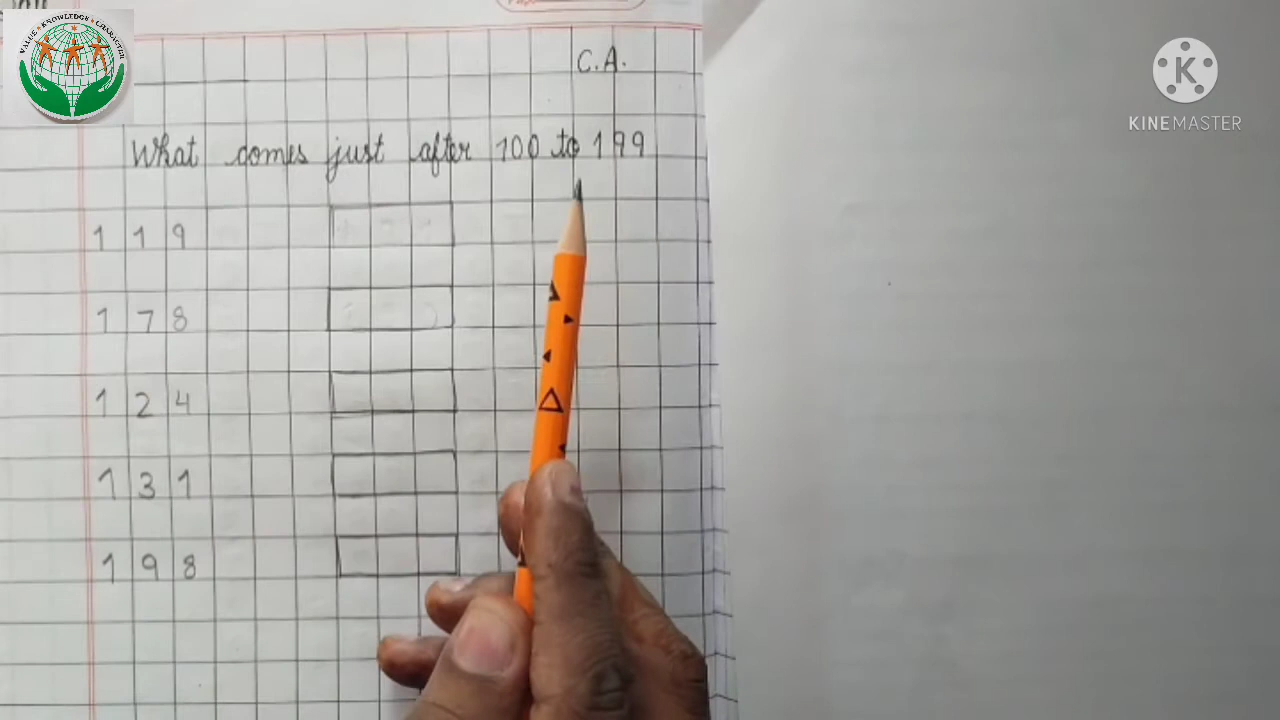 C.A.
What comes just after 100 to 199
1 1 9
1 7 8
1 2 4
1 3 1
1 9 8
KINEMASTER